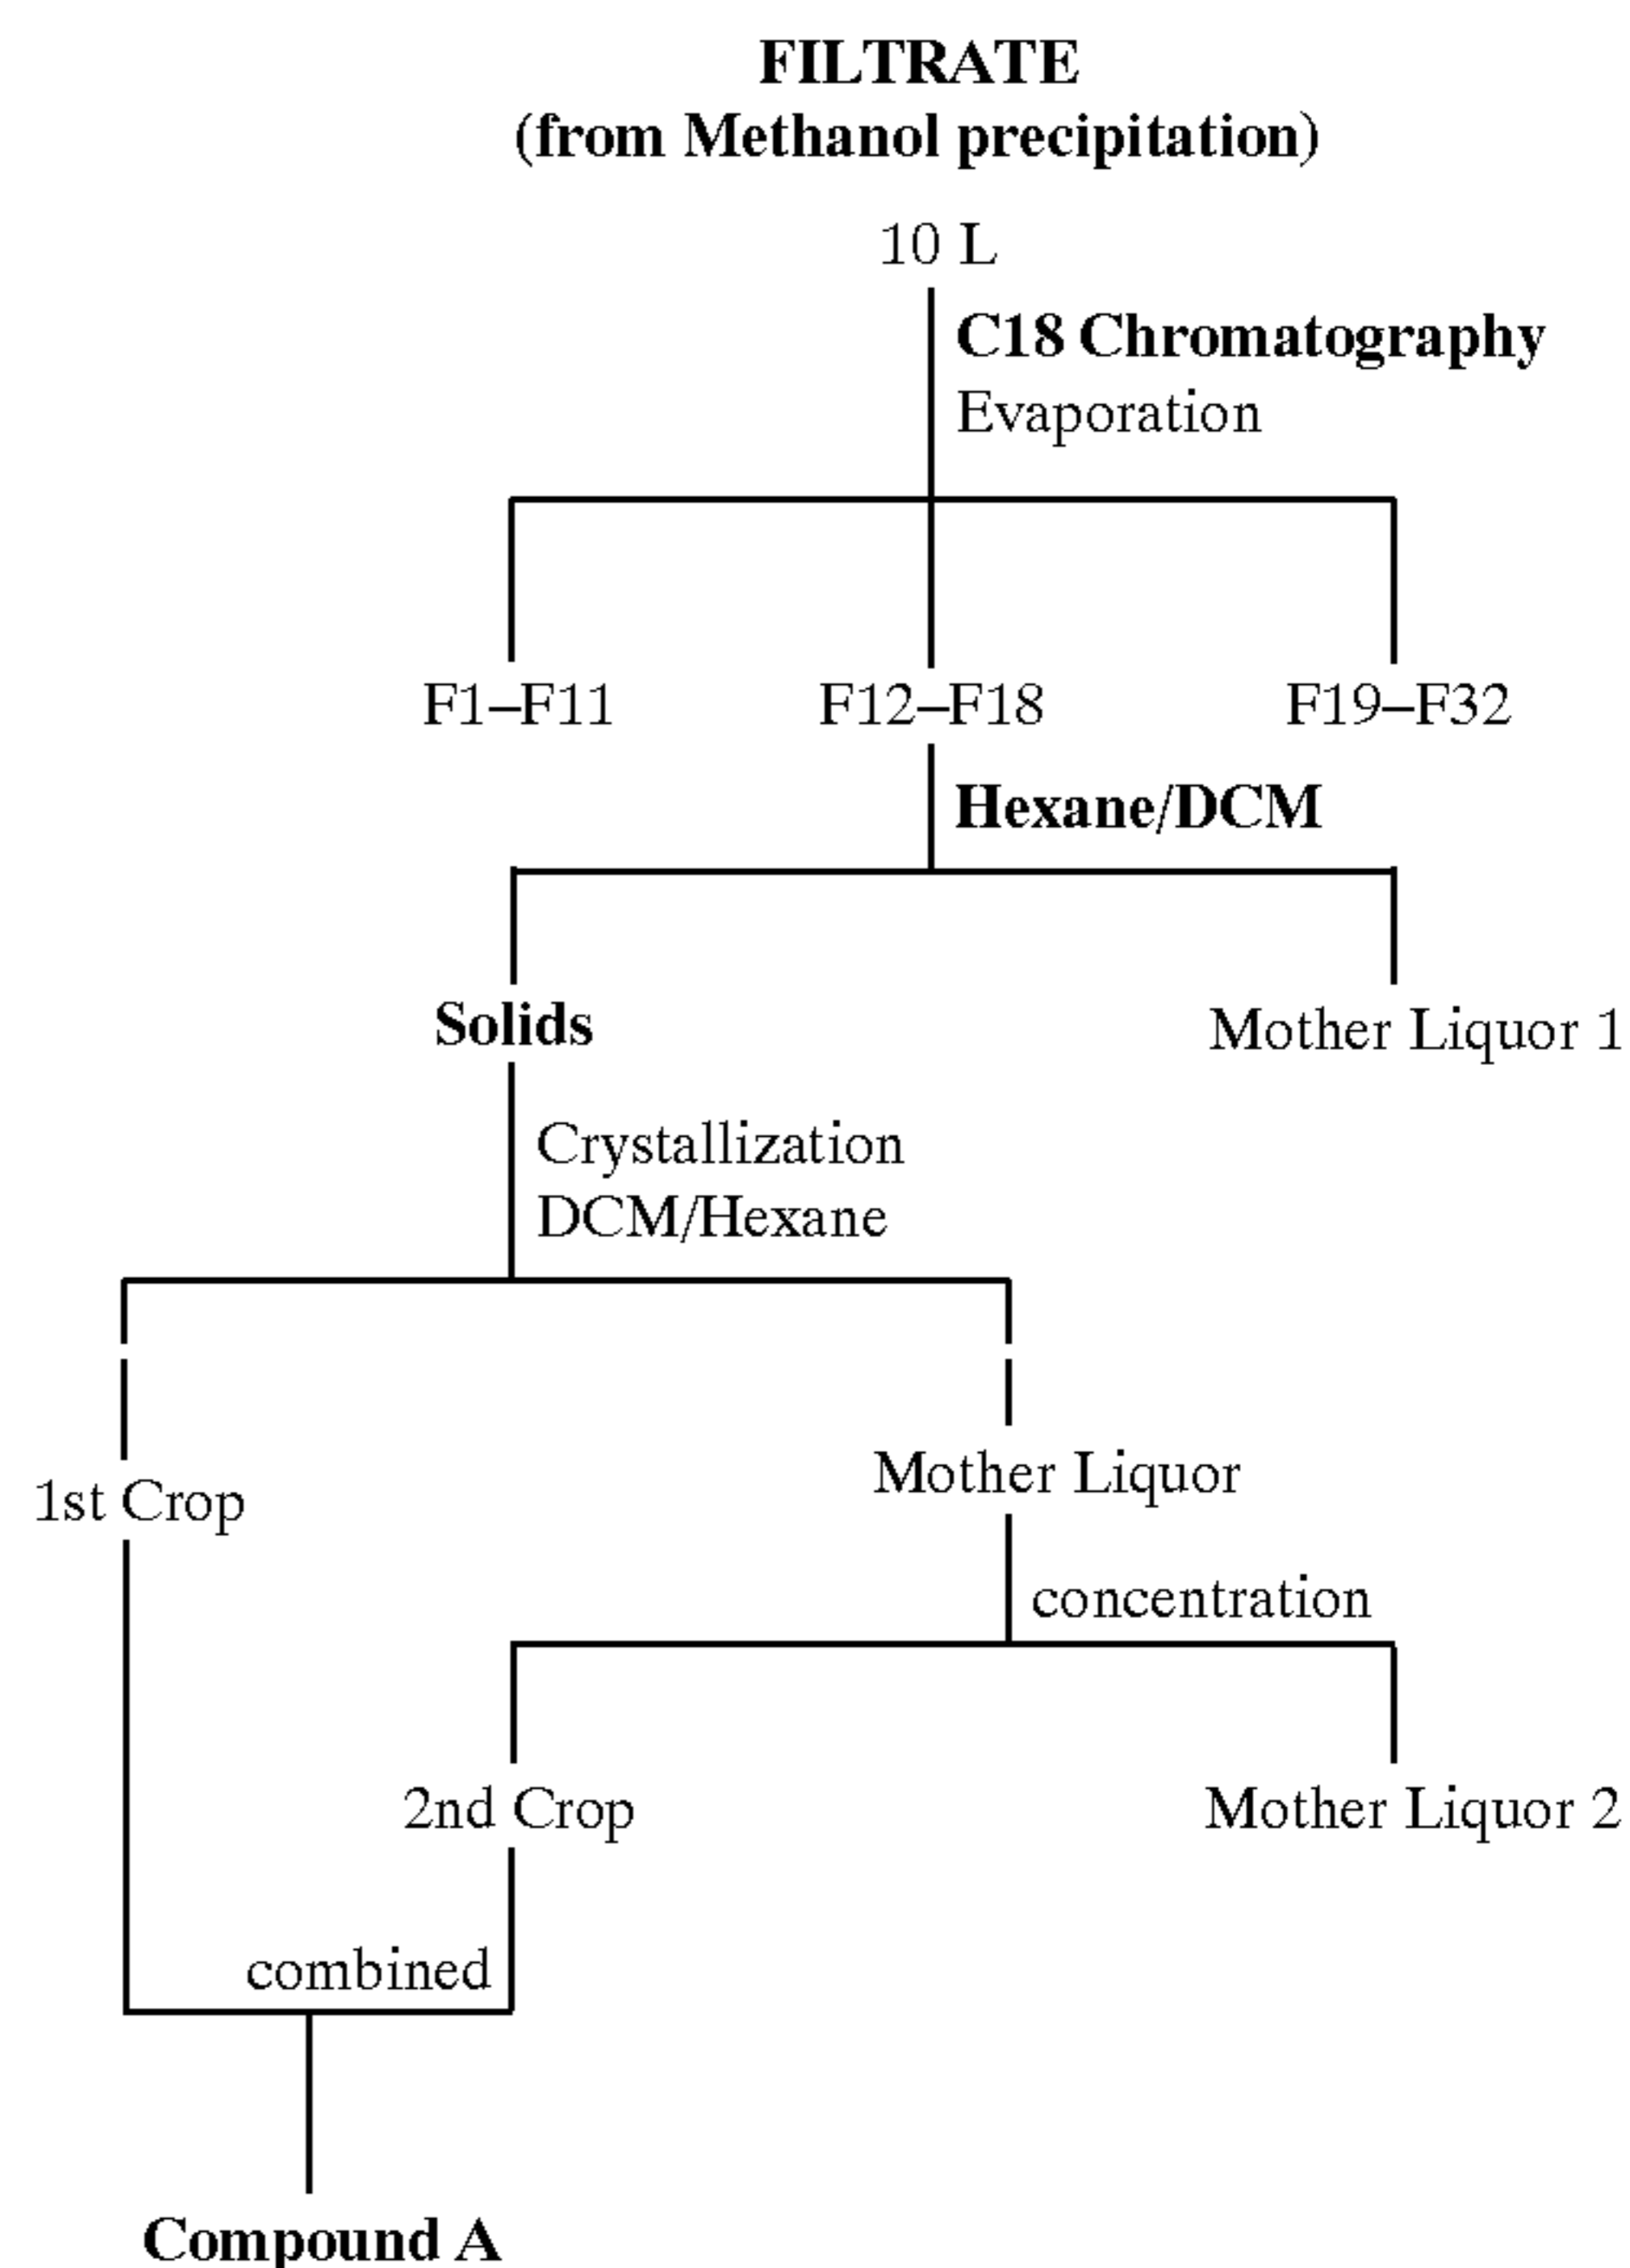 FILTRATE
(from Methanol precipitation)
10 L
C18 Chromatography
Evaporation
F1–F11
F12–F18
F19–F32
Hexane/DCM
Solids
Mother Liquor 1
Crystallization
DCM/Hexane
1st Crop
Mother Liquor
concentration
2nd Crop
Mother Liquor 2
combined
Compound A